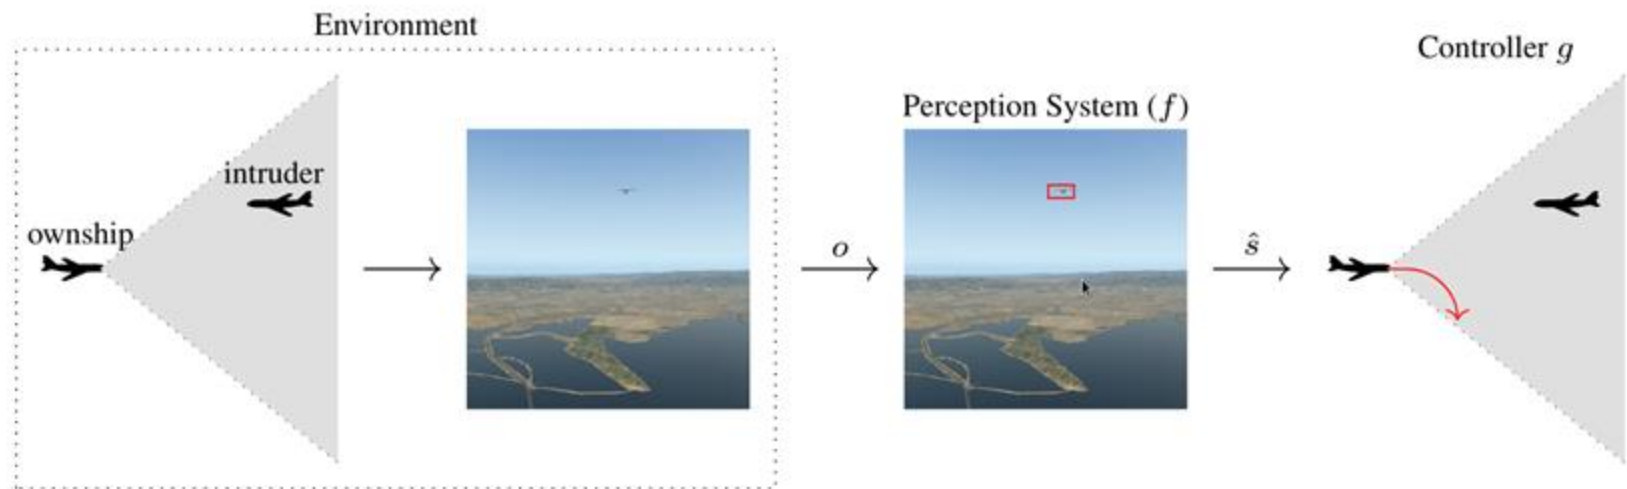 Environment
Controller g
Perception System (f)
intruder
ownship
o
ŝ